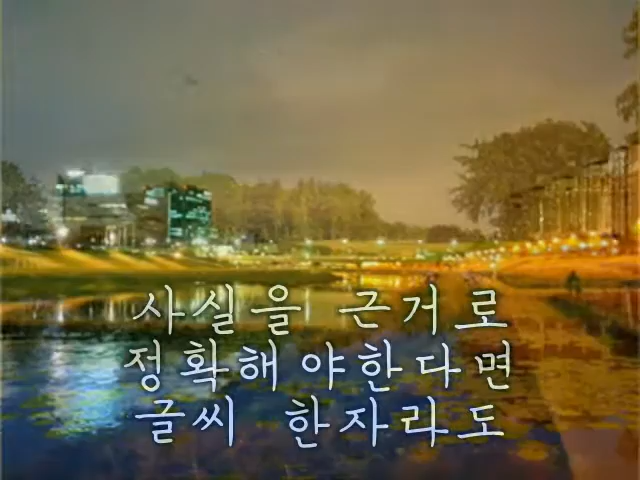 사실을 근거로
정확해야한다면
글씨 한자라도